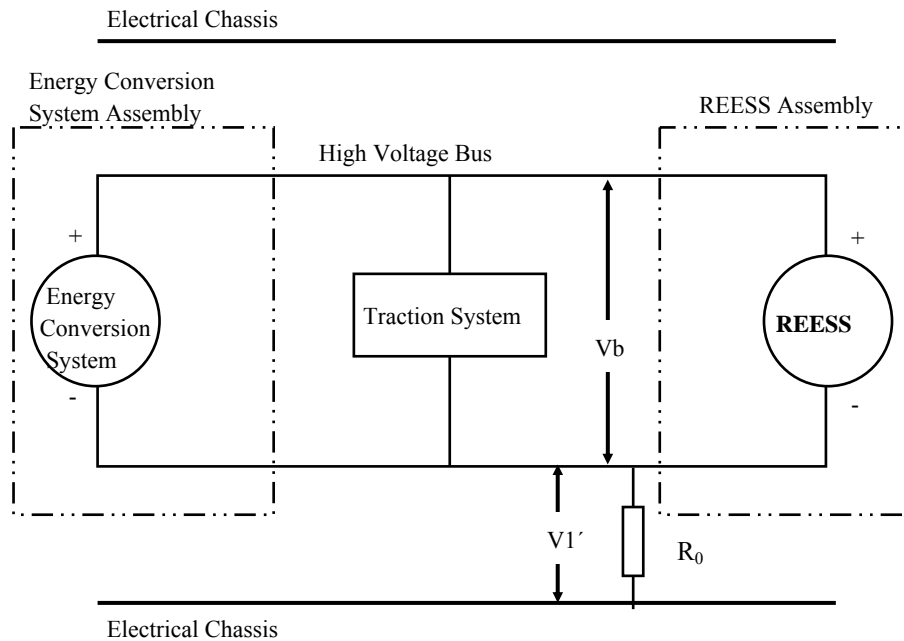 Electrical Chassis
Energy Conversion
System Assembly
REESS Assembly
High Voltage Bus
+
+
Energy
Conversion
System
Traction System
Vb
REESS
-
-
V1´
R₀
Electrical Chassis